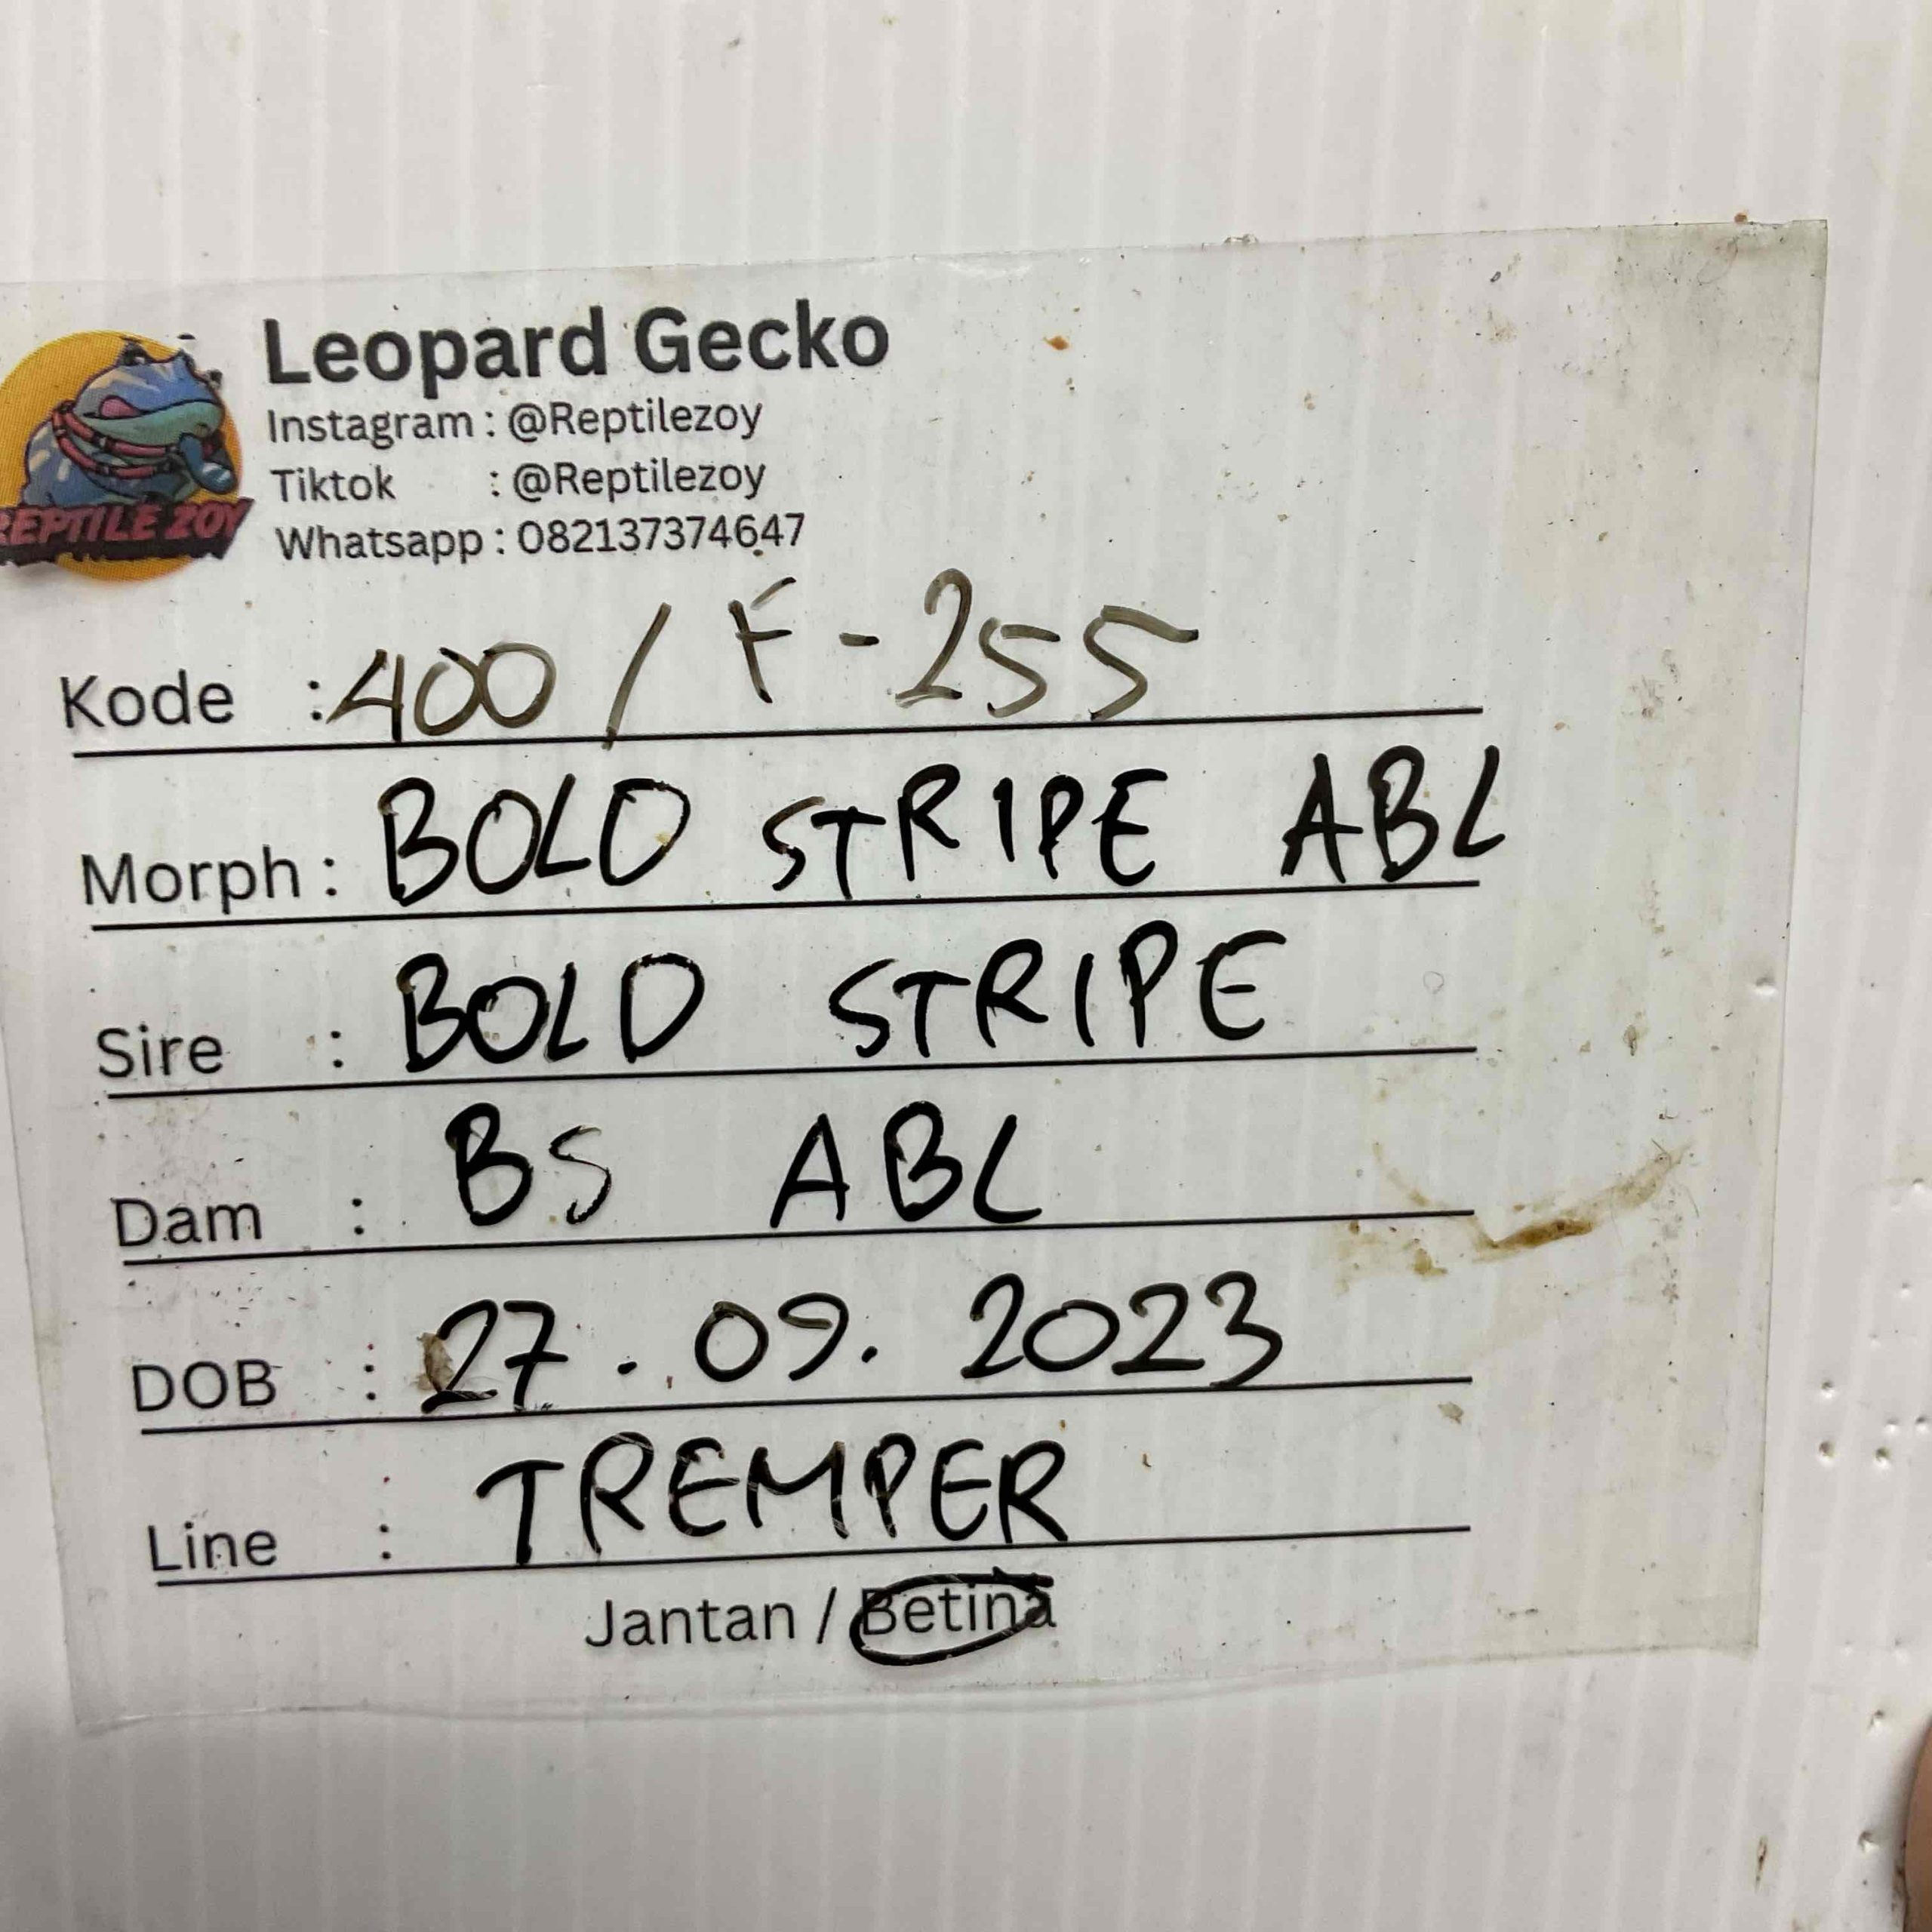 Leopard Gecko
Instagram : @Reptilezoy
Tiktok : @Reptilezoy
REPTILE ZOY
Whatsapp : 082137374647
Kode : 400 / F - 255
Morph : BOLD STRIPE ABL
Sire : BOLD STRIPE
Dam : BS ABL
DOB : 27 . 09 . 2023
Line : TREMPER
Jantan / Betina